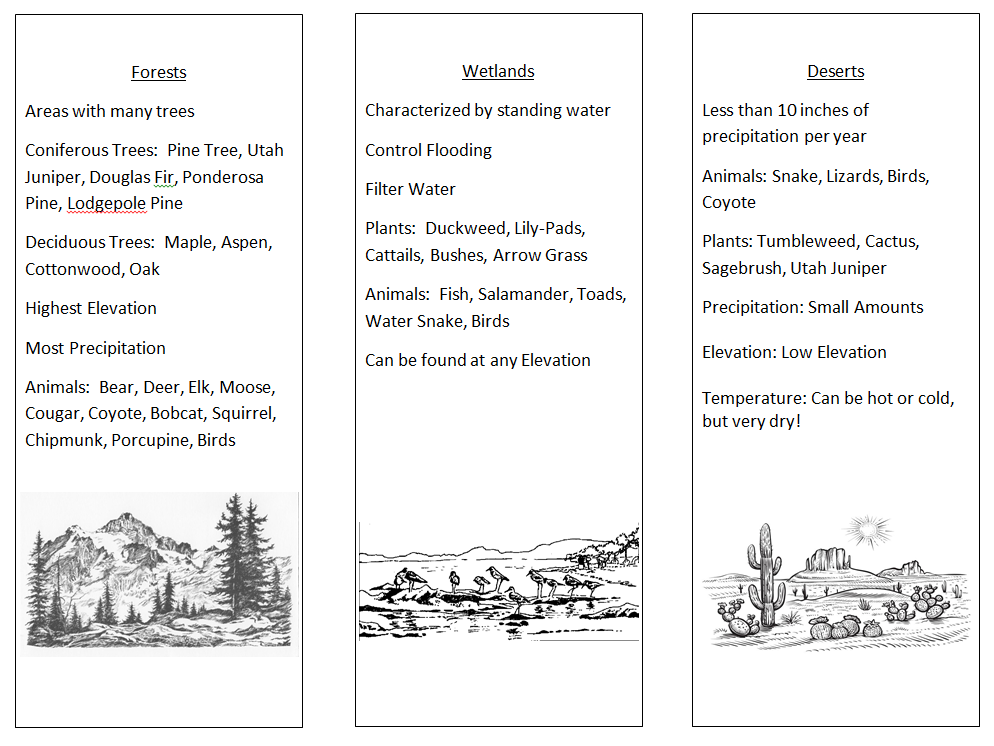 Forests
Areas with many trees
Coniferous Trees:  Pine Tree, Utah
Juniper, Douglas Fir, Ponderosa
Pine, Lodgepole Pine
Deciduous Trees:  Maple, Aspen,
Cottonwood, Oak
Highest Elevation
Most Precipitation
Animals:  Bear, Deer, Elk, Moose,
Cougar, Coyote, Bobcat, Squirrel,
Chipmunk, Porcupine, Birds
Wetlands
Characterized by standing water
Control Flooding
Filter Water
Plants:  Duckweed, Lily-Pads,
Cattails, Bushes, Arrow Grass
Animals:  Fish, Salamander, Toads,
Water Snake, Birds
Can be found at any Elevation
Deserts
Less than 10 inches of
precipitation per year
Animals: Snake, Lizards, Birds,
Coyote
Plants: Tumbleweed, Cactus,
Sagebrush, Utah Juniper
Precipitation: Small Amounts
Elevation: Low Elevation
Temperature: Can be hot or cold,
but very dry!